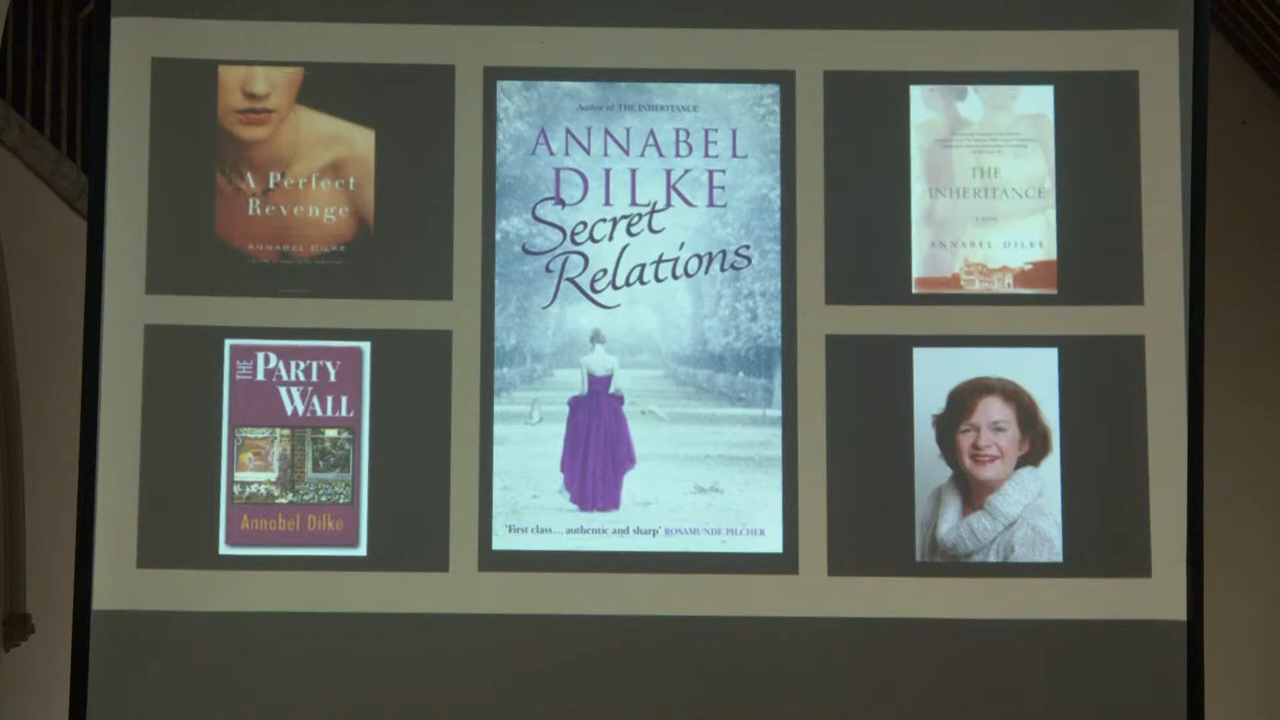 A Perfect
Revenge
ANNABEL DILKE
THE
PARTY
WALL
Annabel Dilke
Author of THE INHERITANCE
ANNABEL
DILKE
Secret
Relations
'First class... authentic and sharp' ROSAMUNDE PILCHER
THE
INHERITANCE
A NOVEL
ANNABEL DILKE